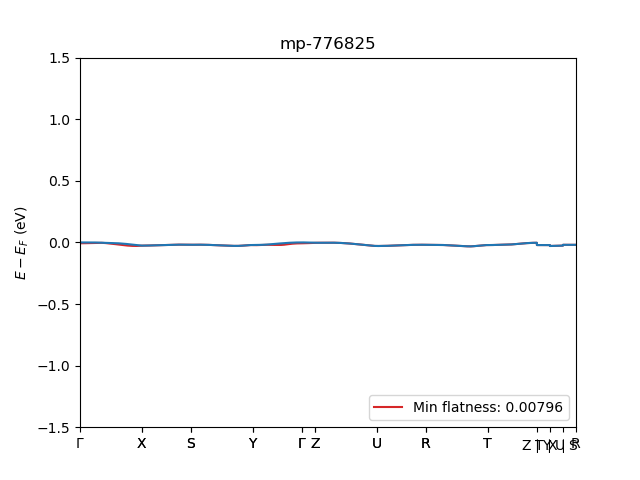 mp-776825
1.5
1.0
0.5
0.0
−0.5
−1.0
−1.5
E − E_F (eV)
Min flatness: 0.00796
Γ X S Y Γ Z U R T Z|T Y|X U|S R